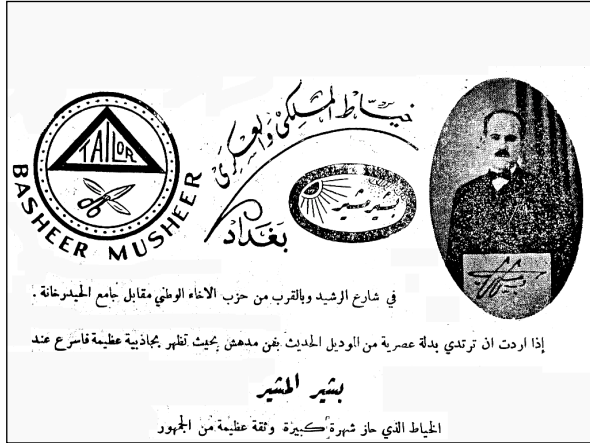 خياط الملكي والعسكري
بغداد
بشير مشير
TAILOR
BASHEER MUSHEER
في شارع الرشيد وبالقرب من حزب الاخاء الوطني مقابل جامع الحيدرخانة .
إذا اردت ان ترتدي بدلة عصرية من الموديل الحديث بفن مدهش بحيث تظهر بجاذبية عظيمة فاسرع عند
بشير المشير
الخياط الذي حاز شهرة كبيرة وثقة عظيمة من الجمهور